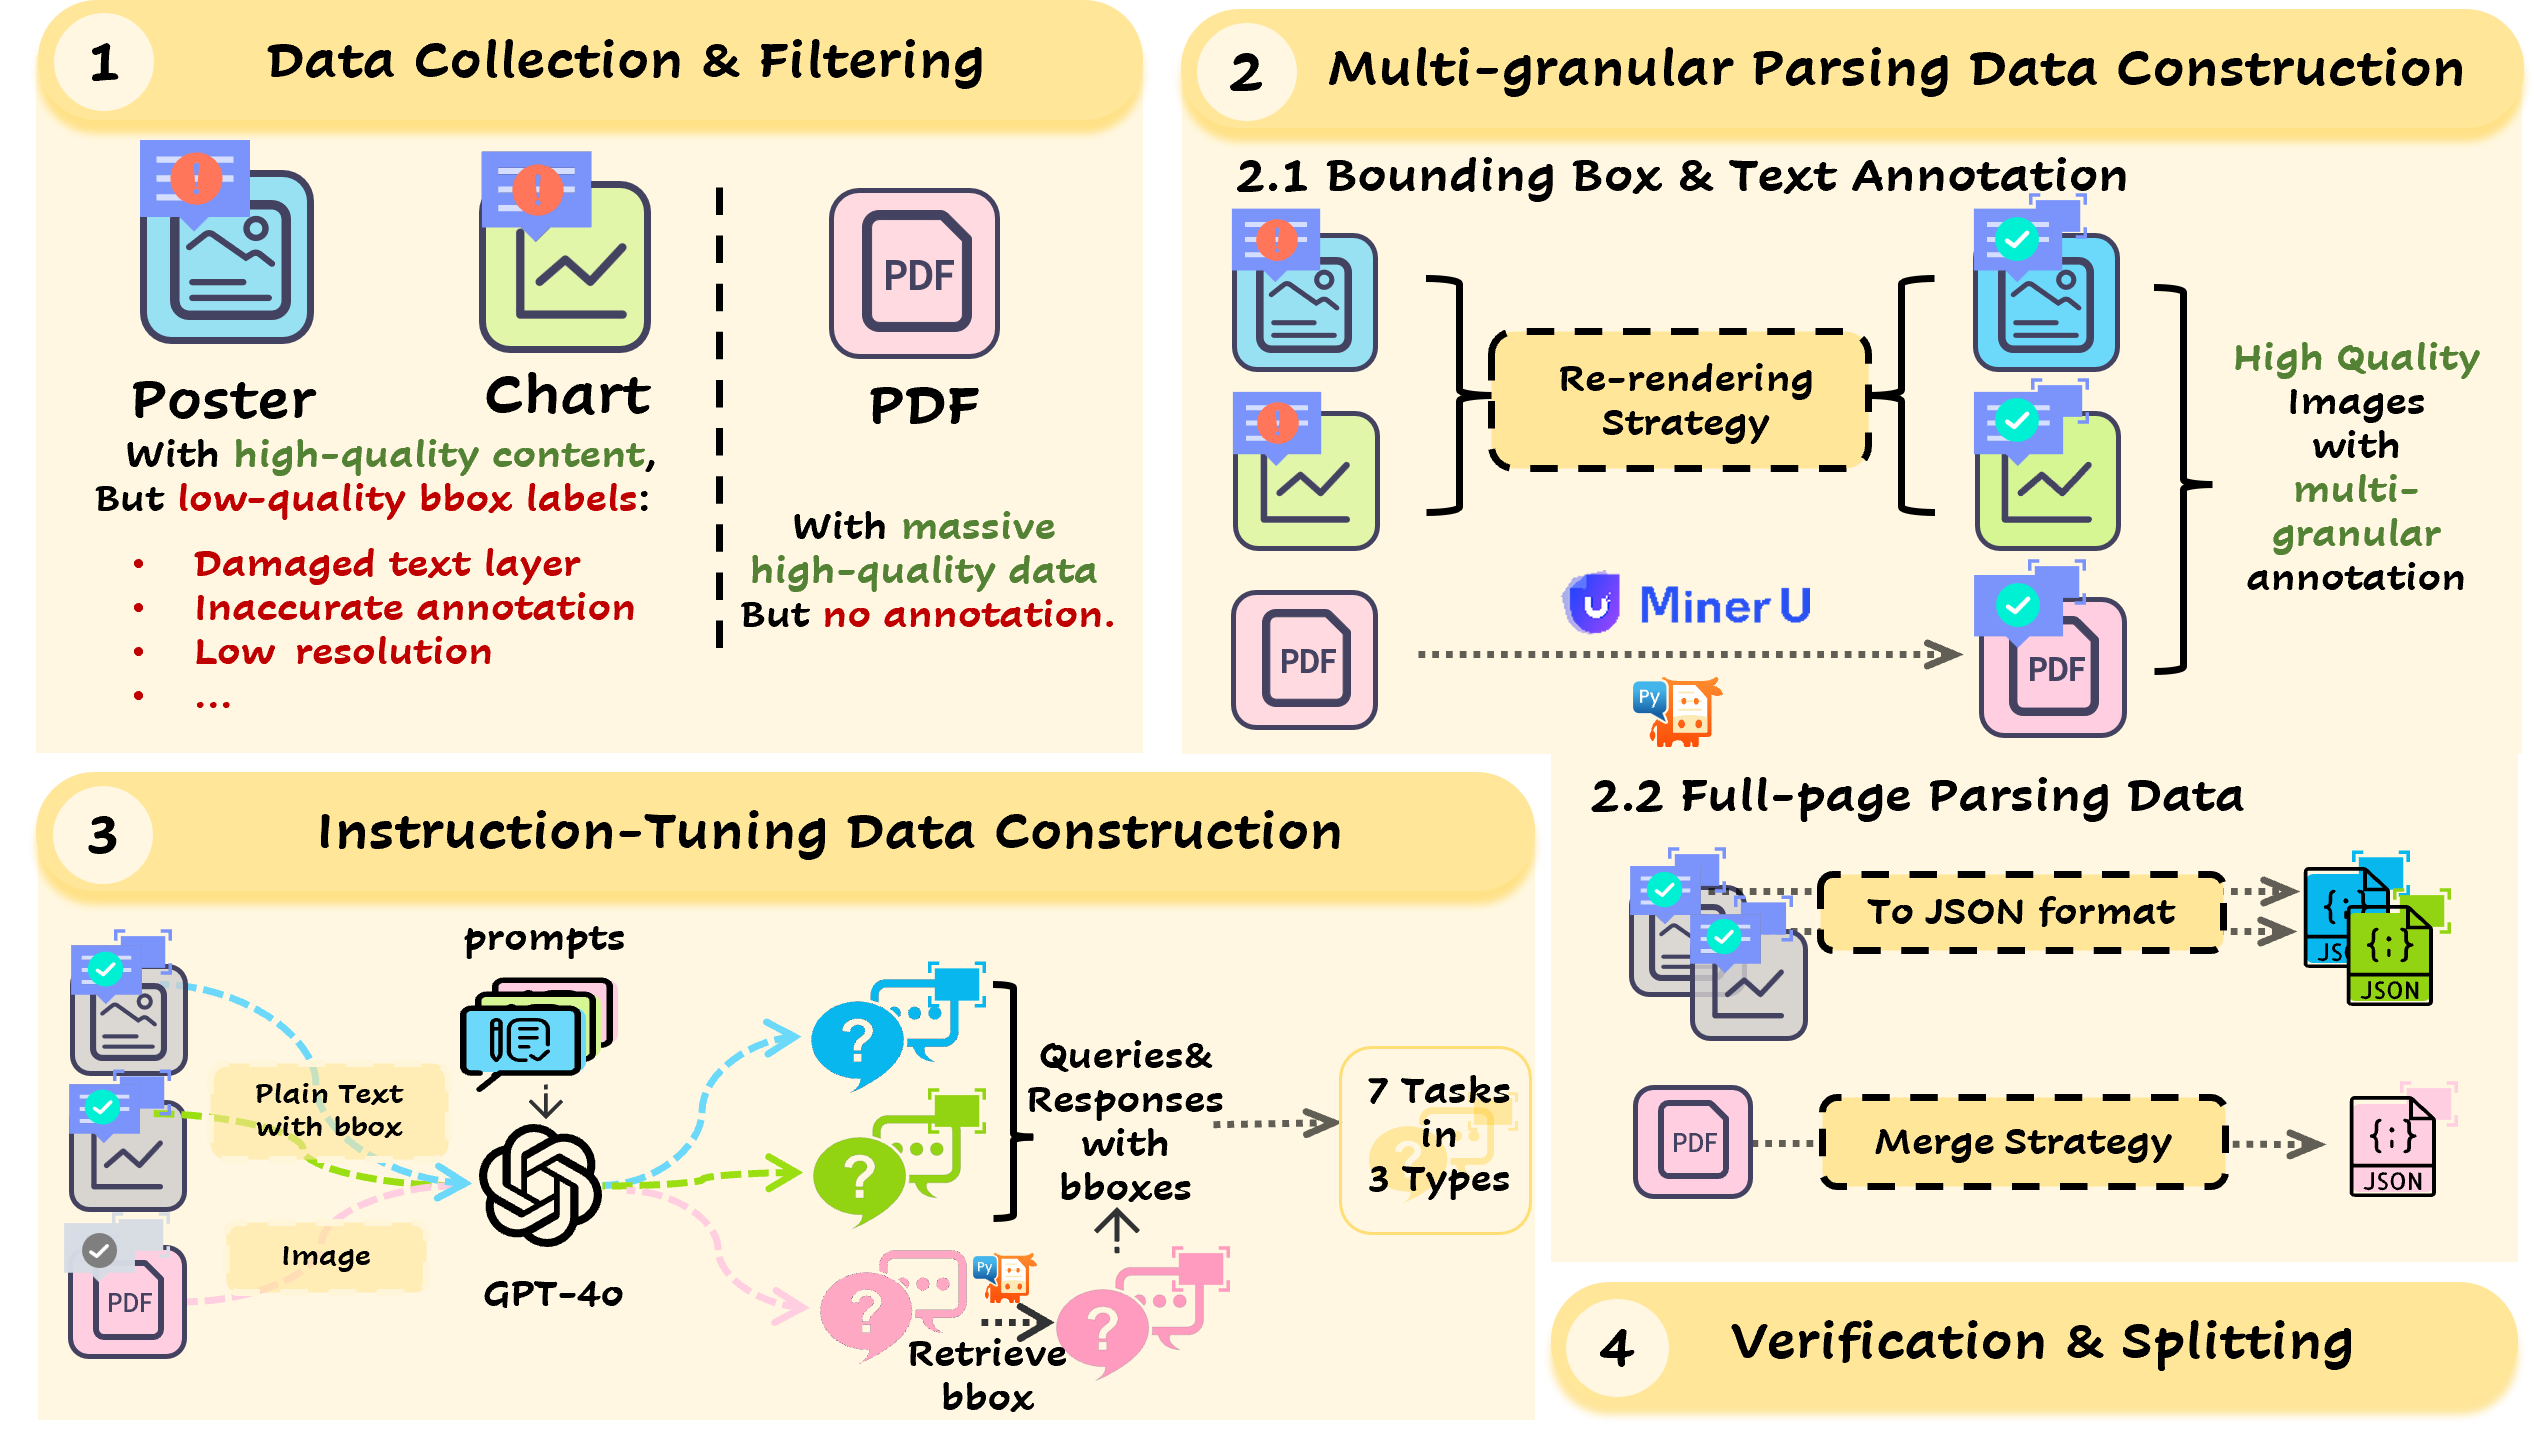 1
Data Collection & Filtering
Poster
Chart
With high-quality content,
But low-quality bbox labels:
• Damaged text layer
• Inaccurate annotation
• Low resolution
• ...
PDF
PDF
With massive
high-quality data
But no annotation.
2
Multi-granular Parsing Data Construction
2.1 Bounding Box & Text Annotation
Re-rendering
Strategy
PDF
MinerU
Py
PDF
High Quality
Images
with
multi-
granular
annotation
2.2 Full-page Parsing Data
To JSON format
{;}
JS
{;}
JSON
PDF
Merge Strategy
{;}
JSON
3
Instruction-Tuning Data Construction
Plain Text
with bbox
Image
PDF
prompts
GPT-4o
?
?
?
Py
Retrieve
bbox
?
Queries&
Responses
with
bboxes
7 Tasks
in
3 Types
4
Verification & Splitting